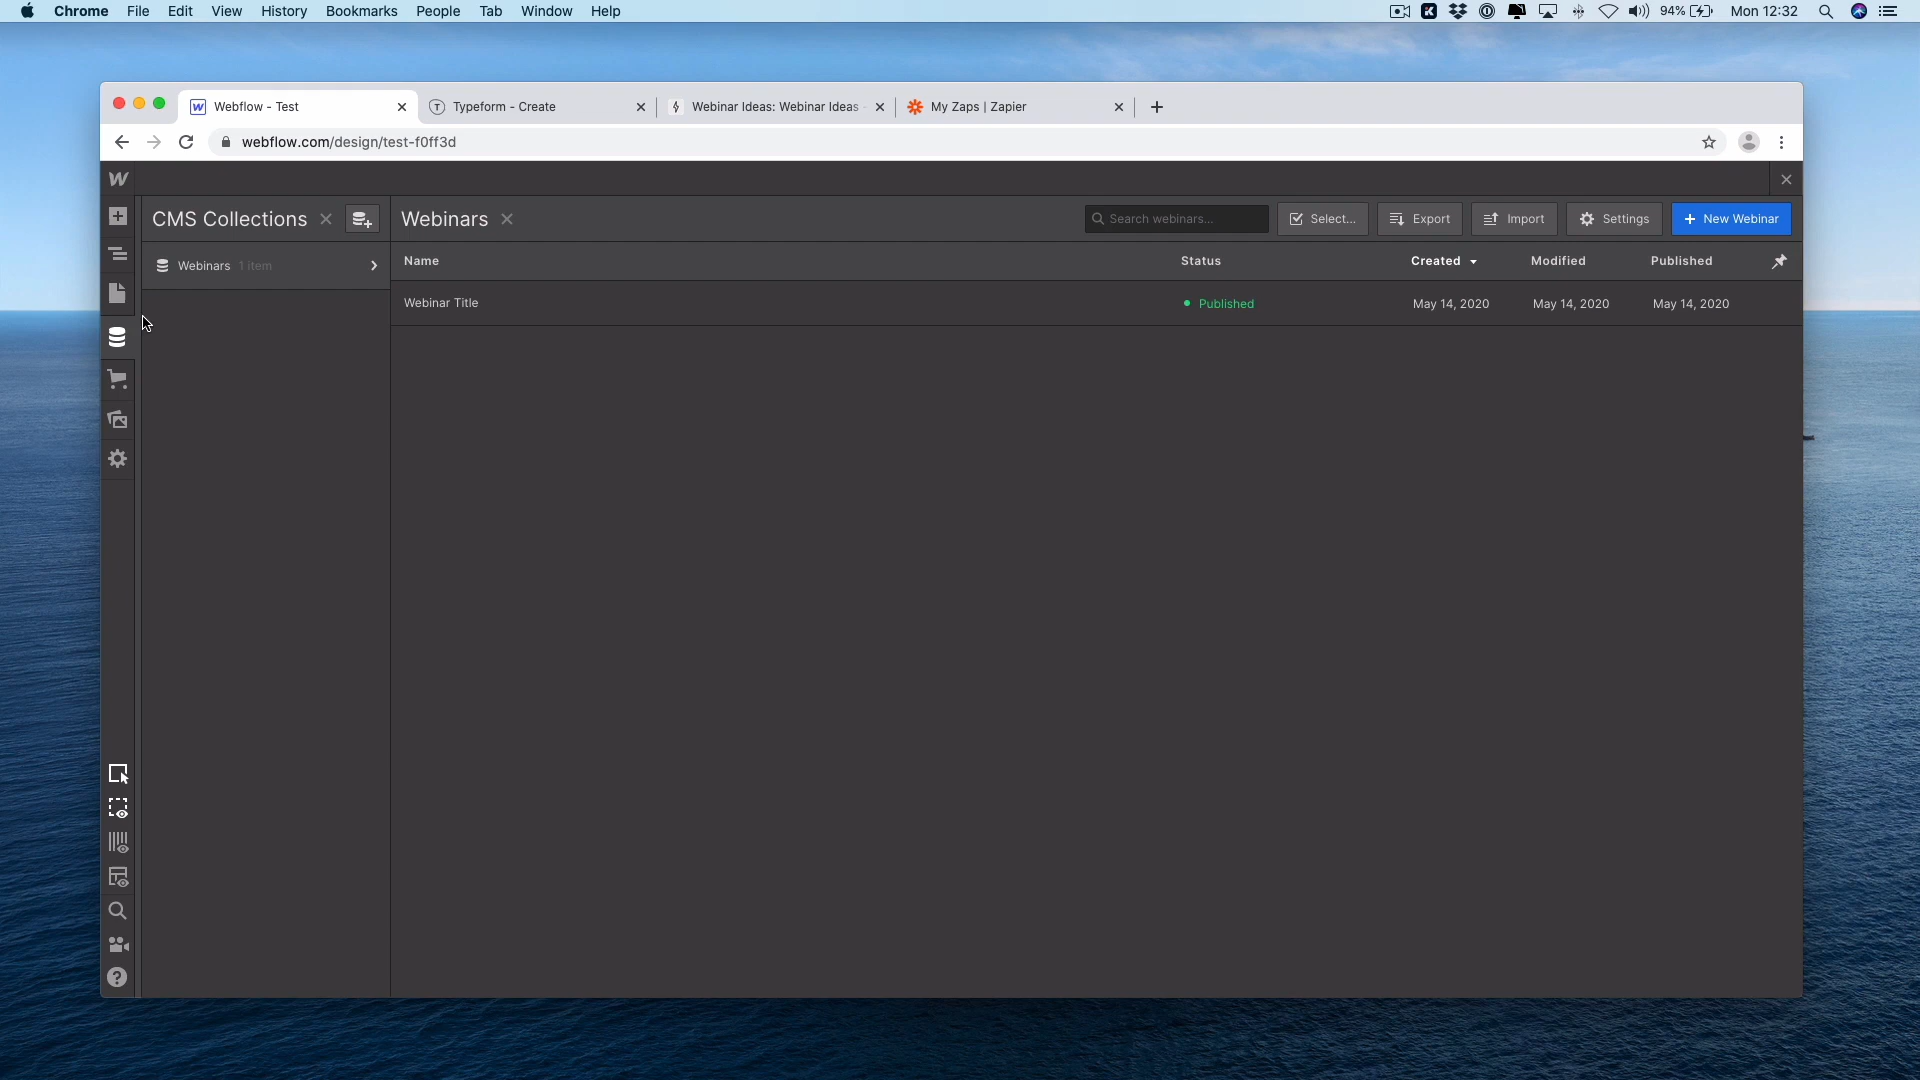 Chrome File Edit View History Bookmarks People Tab Window Help 94% Mon 12:32
Webflow - Test Typeform - Create Webinar Ideas: Webinar Ideas - My Zaps | Zapier
webflow.com/design/test-f0ff3d
CMS Collections Webinars Search webinars... Select... Export Import Settings New Webinar
Webinars 1 item Name Status Created Modified Published
Webinar Title Published May 14, 2020 May 14, 2020 May 14, 2020